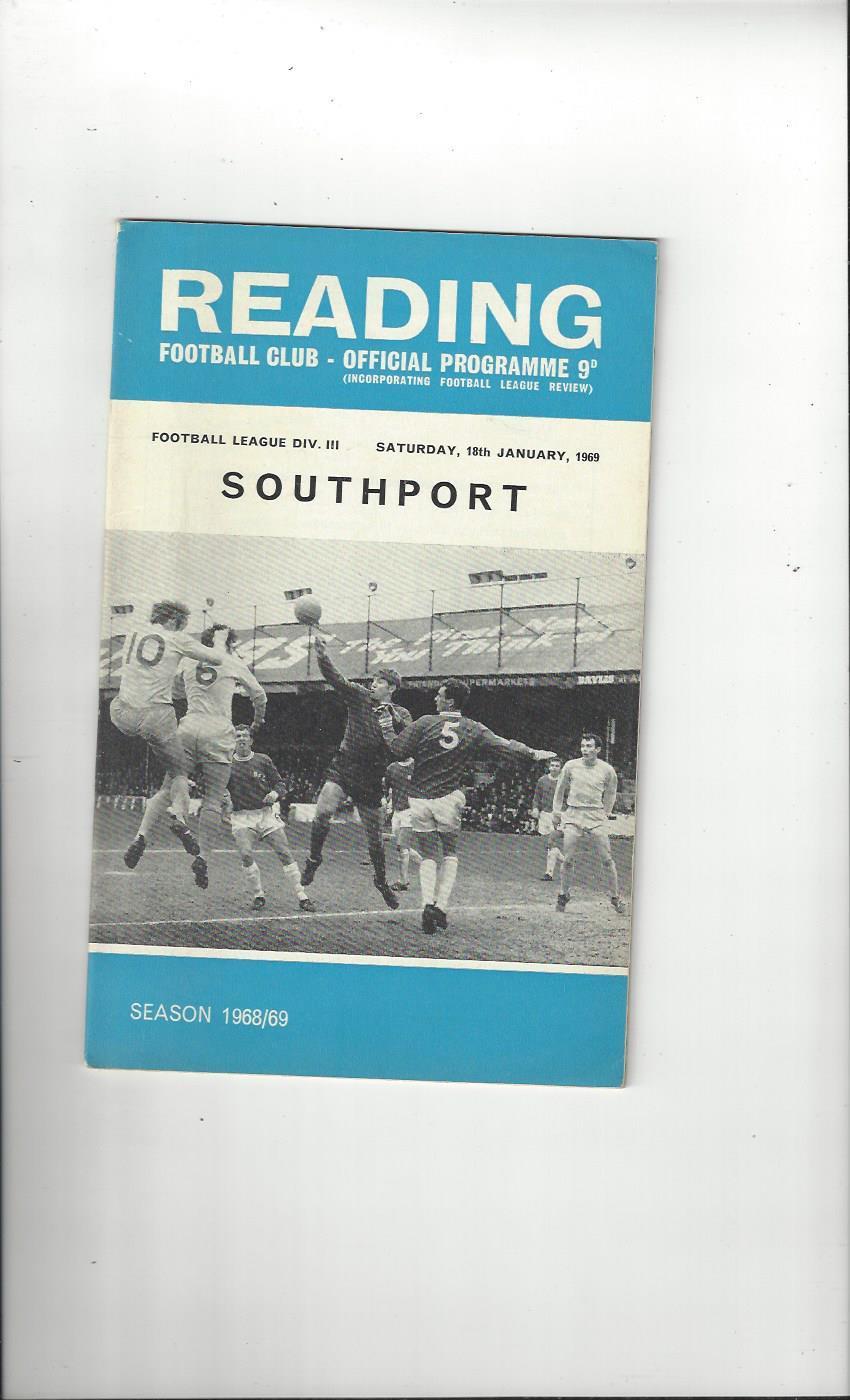 READING
FOOTBALL CLUB - OFFICIAL PROGRAMME 9D
(INCORPORATING FOOTBALL LEAGUE REVIEW)
FOOTBALL LEAGUE DIV. III SATURDAY, 18th JANUARY, 1969
SOUTHPORT
10
6
5
SUPERMARKETS
SEASON 1968/69